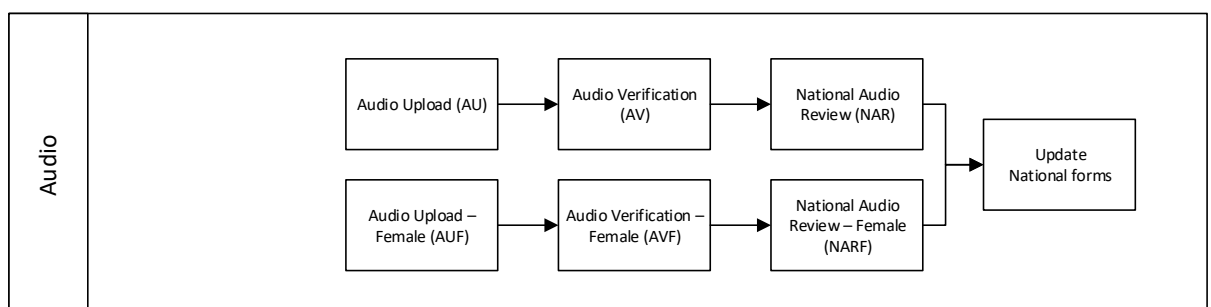 Audio
Audio Upload (AU)
Audio Verification
(AV)
National Audio
Review (NAR)
Update
National forms
Audio Upload –
Female (AUF)
Audio Verification –
Female (AVF)
National Audio
Review – Female
(NARF)